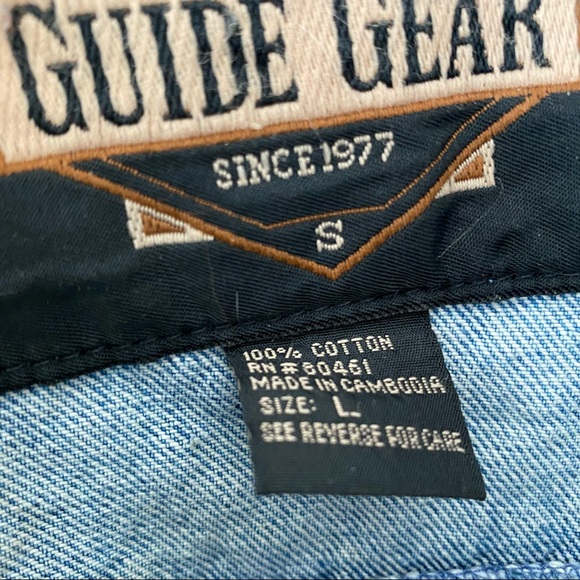 GUIDE GEAR
SINCE 1977
S
100% COTTON
RN #80461
MADE IN CAMBODIA
SIZE: L
SEE REVERSE FOR CARE